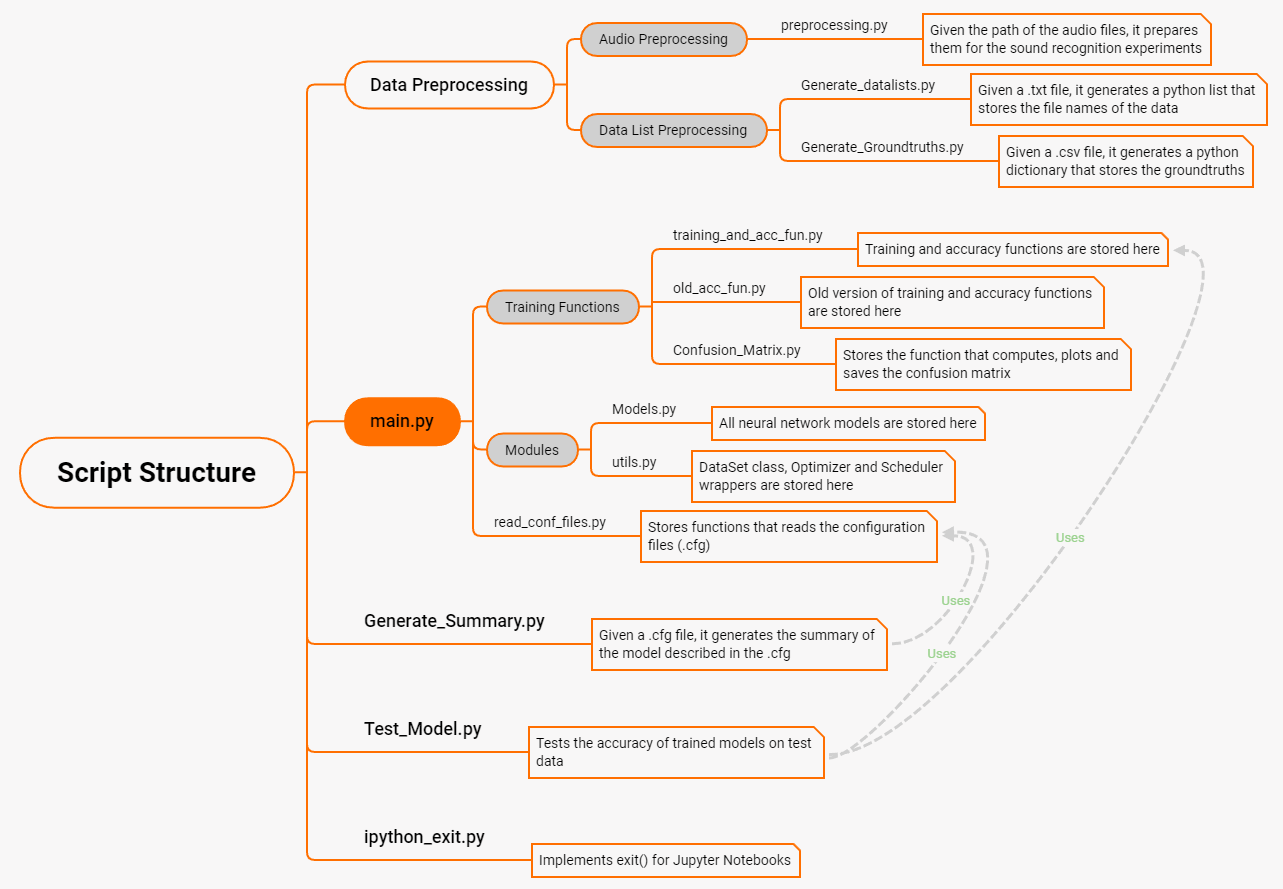 Script Structure
Data Preprocessing
Audio Preprocessing
preprocessing.py
Given the path of the audio files, it prepares
them for the sound recognition experiments
Data List Preprocessing
Generate_datalists.py
Given a .txt file, it generates a python list that
stores the file names of the data
Generate_Groundtruths.py
Given a .csv file, it generates a python
dictionary that stores the groundtruths
main.py
Training Functions
training_and_acc_fun.py
Training and accuracy functions are stored here
old_acc_fun.py
Old version of training and accuracy functions
are stored here
Confusion_Matrix.py
Stores the function that computes, plots and
saves the confusion matrix
Modules
Models.py
All neural network models are stored here
utils.py
DataSet class, Optimizer and Scheduler
wrappers are stored here
read_conf_files.py
Stores functions that reads the configuration
files (.cfg)
Uses
Uses
Uses
Generate_Summary.py
Given a .cfg file, it generates the summary of
the model described in the .cfg
Test_Model.py
Tests the accuracy of trained models on test
data
ipython_exit.py
Implements exit() for Jupyter Notebooks